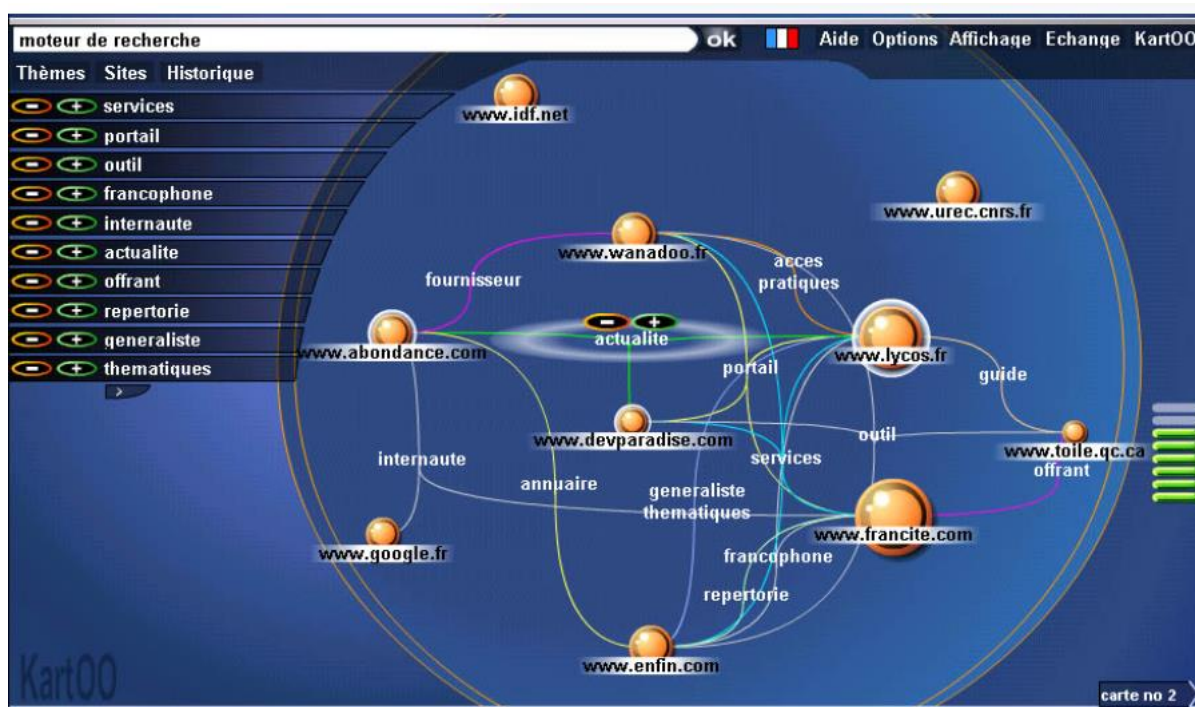 moteur de recherche
ok
Aide Options Affichage Echange KartOO
Thèmes Sites Historique
services
portail
outil
francophone
internaute
actualite
offrant
repertorie
generaliste
thematiques
>
www.idf.net
www.urec.cnrs.fr
www.wanadoo.fr
acces
pratiques
fournisseur
actualite
www.abondance.com
www.lycos.fr
portail
guide
www.devparadise.com
outil
www.toile.qc.ca
offrant
internaute
services
annuaire
generaliste
thematiques
www.francite.com
www.google.fr
francophone
repertorie
www.enfin.com
KartOO
carte no 2